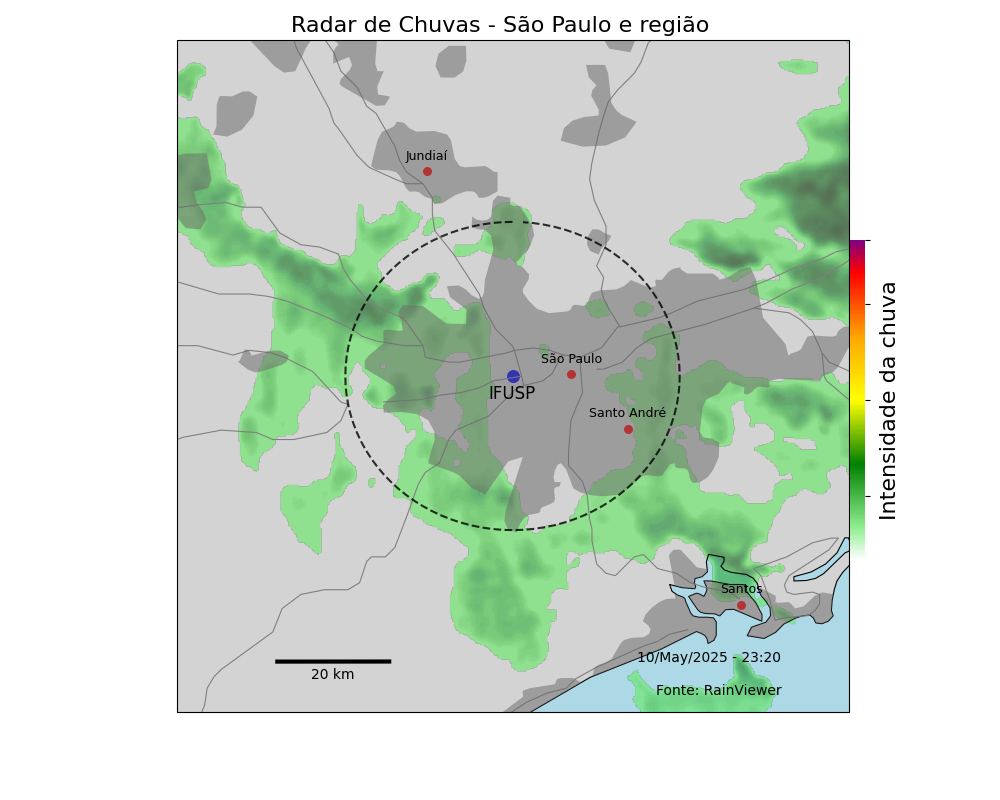 Radar de Chuvas - São Paulo e região
Jundiaí
São Paulo
IFUSP
Santo André
Santos
10/May/2025 - 23:20
20 km
Fonte: RainViewer
Intensidade da chuva